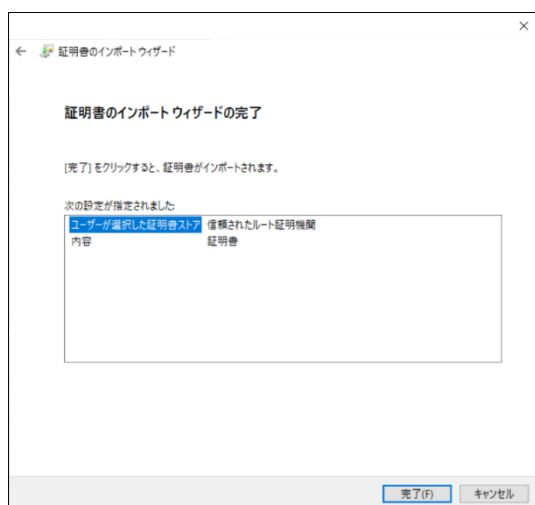 証明書のインポート ウィザード
証明書のインポート ウィザードの完了
[完了] をクリックすると、証明書がインポートされます。
次の設定が指定されました:
ユーザーが選択した証明書ストア 信頼されたルート証明機関
内容 証明書
完了(F) キャンセル